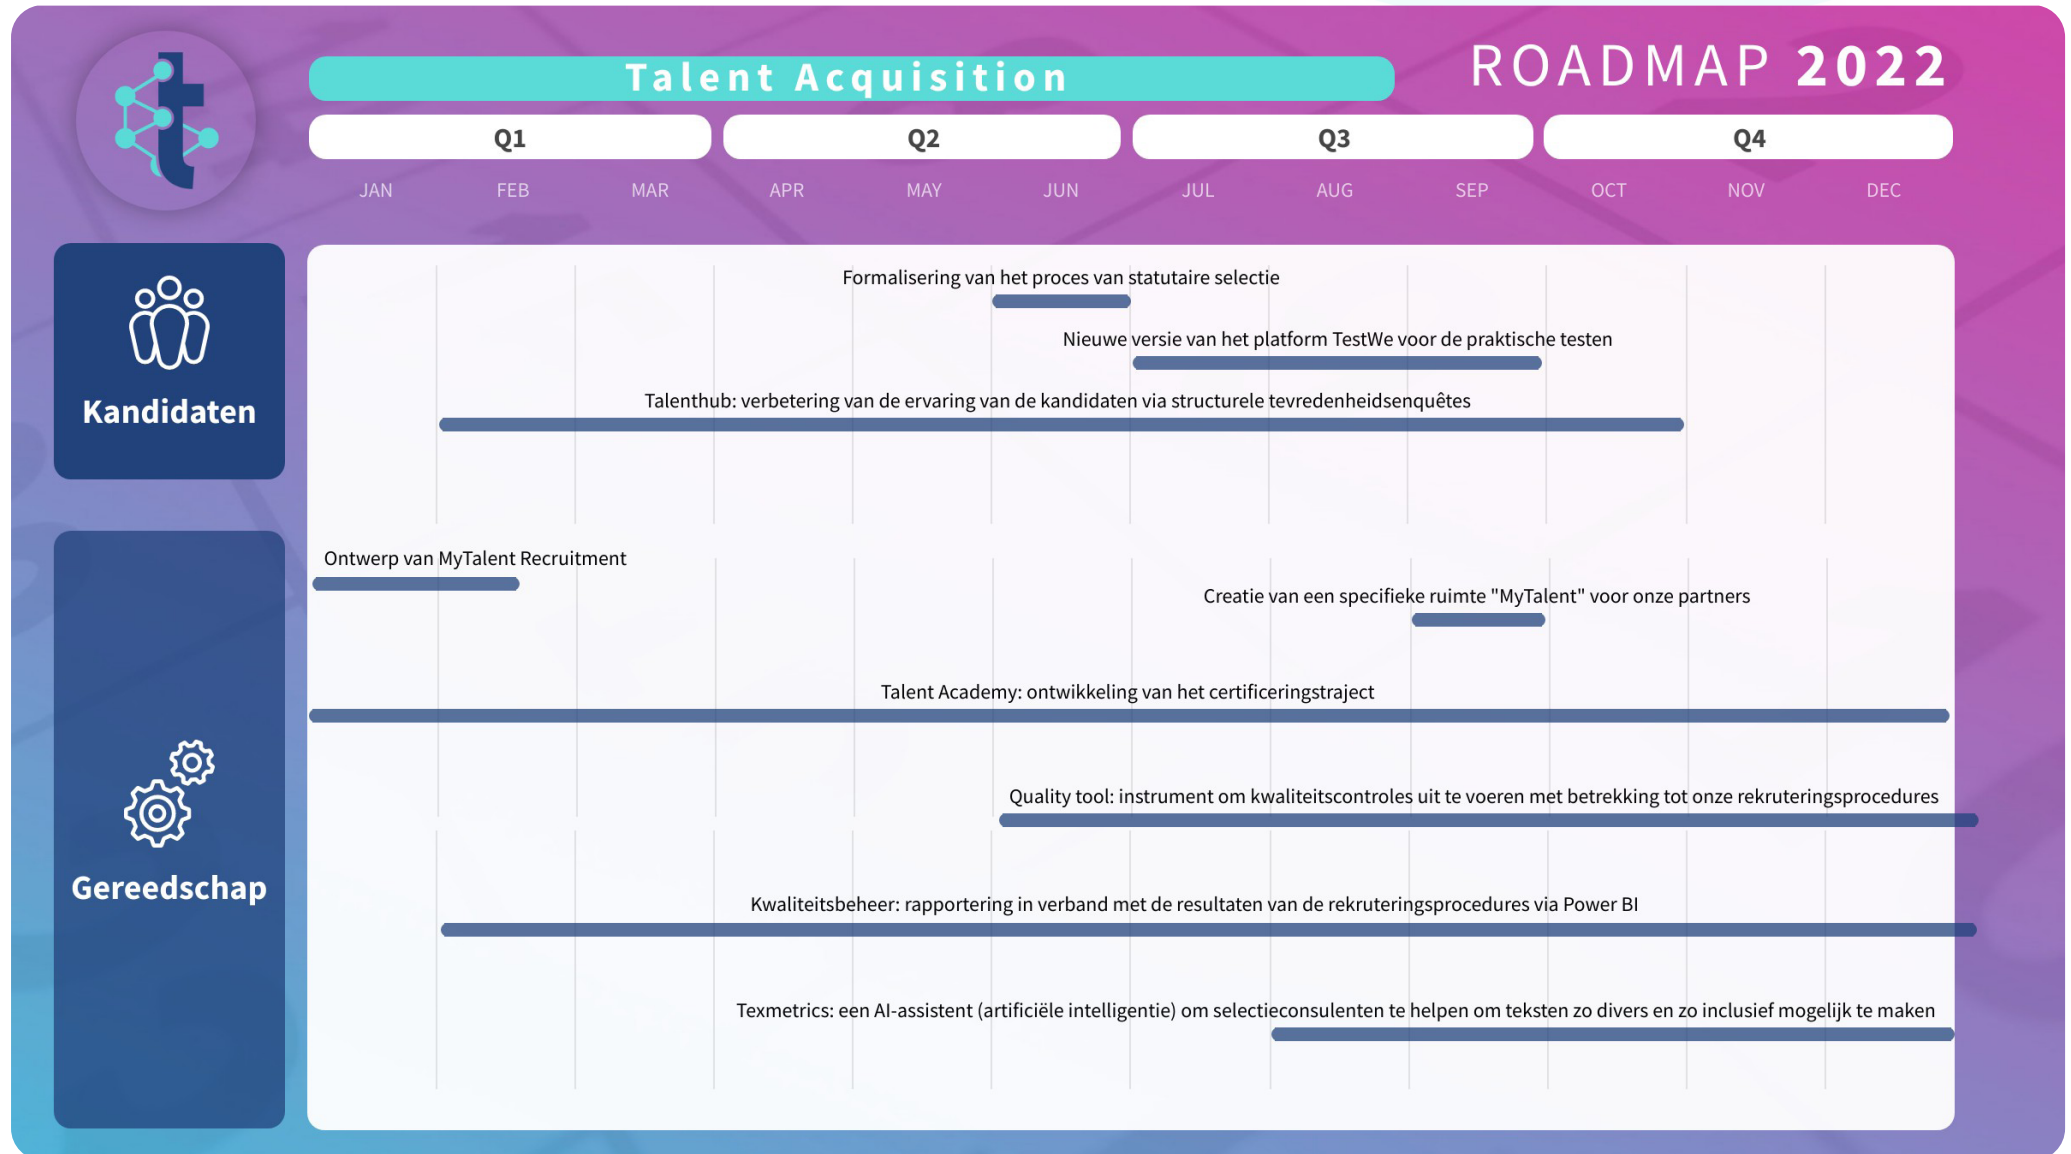 Talent Acquisition
ROADMAP 2022
Q1 Q2 Q3 Q4
JAN FEB MAR APR MAY JUN JUL AUG SEP OCT NOV DEC
Kandidaten
Formalisering van het proces van statutaire selectie
Nieuwe versie van het platform TestWe voor de praktische testen
Talenthub: verbetering van de ervaring van de kandidaten via structurele tevredenheidsenquêtes
Gereedschap
Ontwerp van MyTalent Recruitment
Creatie van een specifieke ruimte "MyTalent" voor onze partners
Talent Academy: ontwikkeling van het certificeringstraject
Quality tool: instrument om kwaliteitscontroles uit te voeren met betrekking tot onze rekruteringsprocedures
Kwaliteitsbeheer: rapportering in verband met de resultaten van de rekruteringsprocedures via Power BI
Texmetrics: een AI-assistent (artificiële intelligentie) om selectieconsulenten te helpen om teksten zo divers en zo inclusief mogelijk te maken